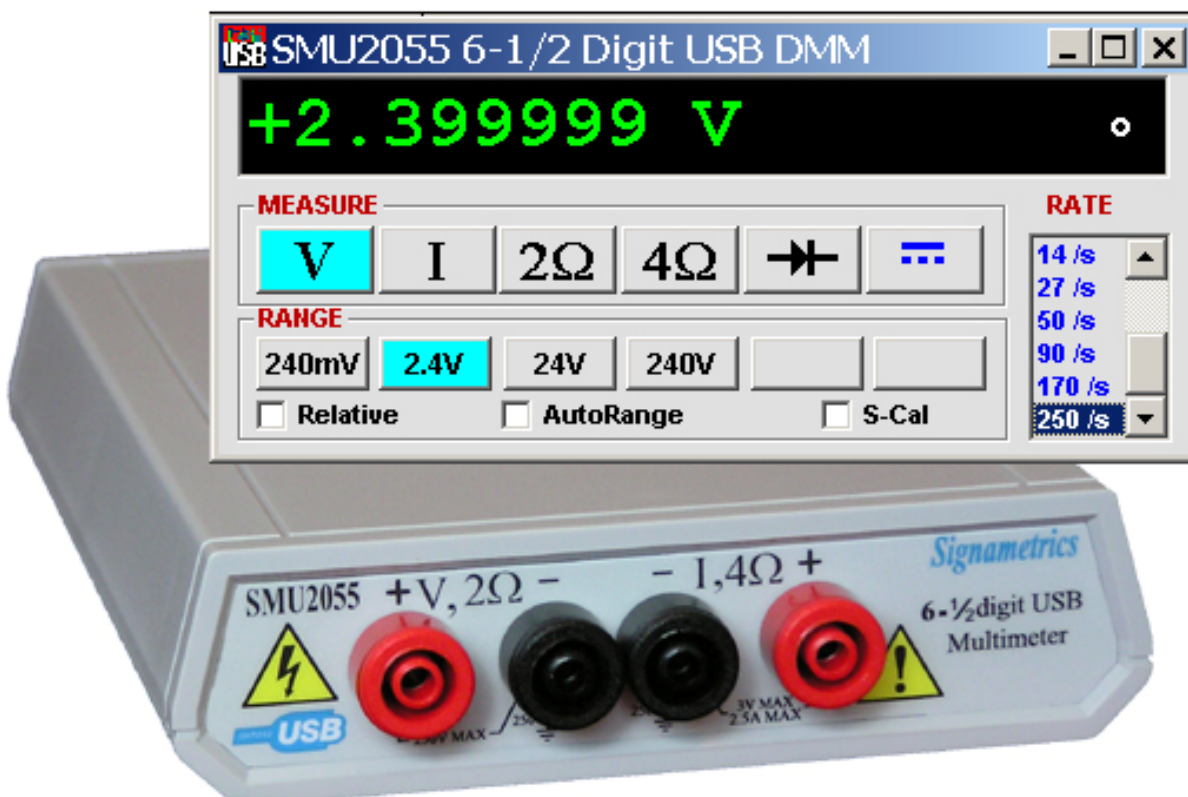 USB SMU2055 6-1/2 Digit USB DMM
+2.399999 V
MEASURE
V I 2Ω 4Ω
RANGE
240mV 2.4V 24V 240V
Relative AutoRange S-Cal
RATE
14 /s
27 /s
50 /s
90 /s
170 /s
250 /s
Signametrics
SMU2055 +V, 2Ω − − I,4Ω +
6-½digit USB
Multimeter
USB
MAX
3V MAX
2.5A MAX